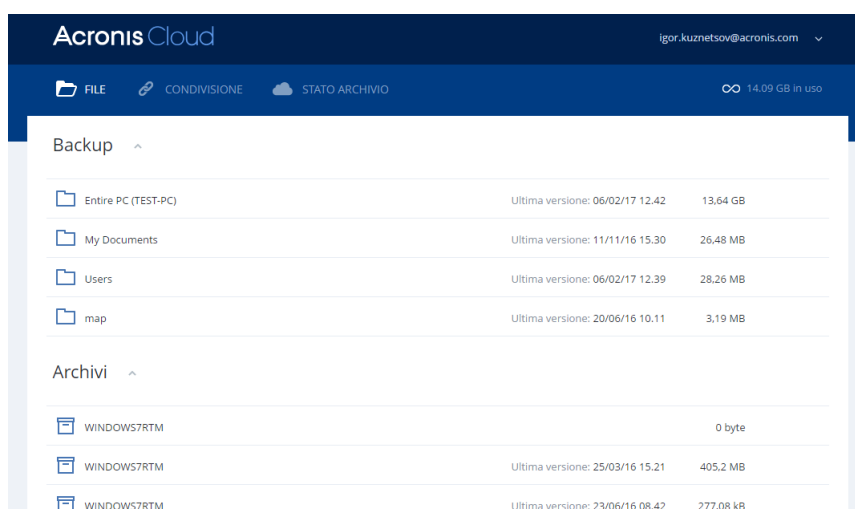 Acronis Cloud
igor.kuznetsov@acronis.com
FILE CONDIVISIONE STATO ARCHIVIO 14.09 GB in uso
Backup
Entire PC (TEST-PC) Ultima versione: 06/02/17 12.42 13,64 GB
My Documents Ultima versione: 11/11/16 15.30 26,48 MB
Users Ultima versione: 06/02/17 12.39 28,26 MB
map Ultima versione: 20/06/16 10.11 3,19 MB
Archivi
WINDOWS7RTM 0 byte
WINDOWS7RTM Ultima versione: 25/03/16 15.21 405,2 MB
WINDOWS7RTM Ultima versione: 23/06/16 08.42 277,08 kB